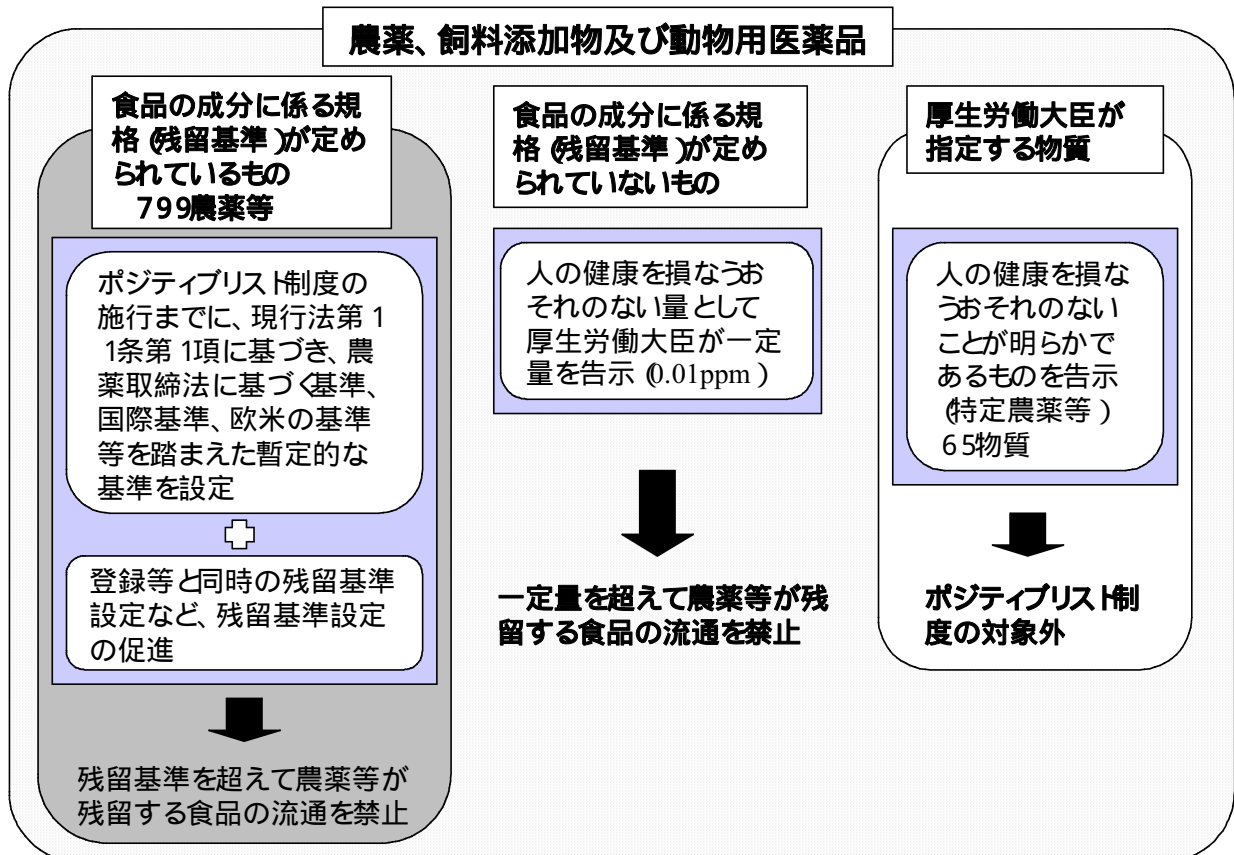 農薬、飼料添加物及び動物用医薬品
食品の成分に係る規
格(残留基準)が定め
られているもの
799農薬等
ポジティブリスト制度の
施行までに、現行法第1
1条第1項に基づき、農
薬取締法に基づく基準、
国際基準、欧米の基準
等を踏まえた暫定的な
基準を設定
登録等と同時の残留基準
設定など、残留基準設定
の促進
残留基準を超えて農薬等が
残留する食品の流通を禁止
食品の成分に係る規
格(残留基準)が定め
られていないもの
人の健康を損なうお
それのない量として
厚生労働大臣が一定
量を告示(0.01ppm)
一定量を超えて農薬等が残
留する食品の流通を禁止
厚生労働大臣が
指定する物質
人の健康を損な
うおそれのない
ことが明らかで
あるものを告示
(特定農薬等)
65物質
ポジティブリスト制
度の対象外